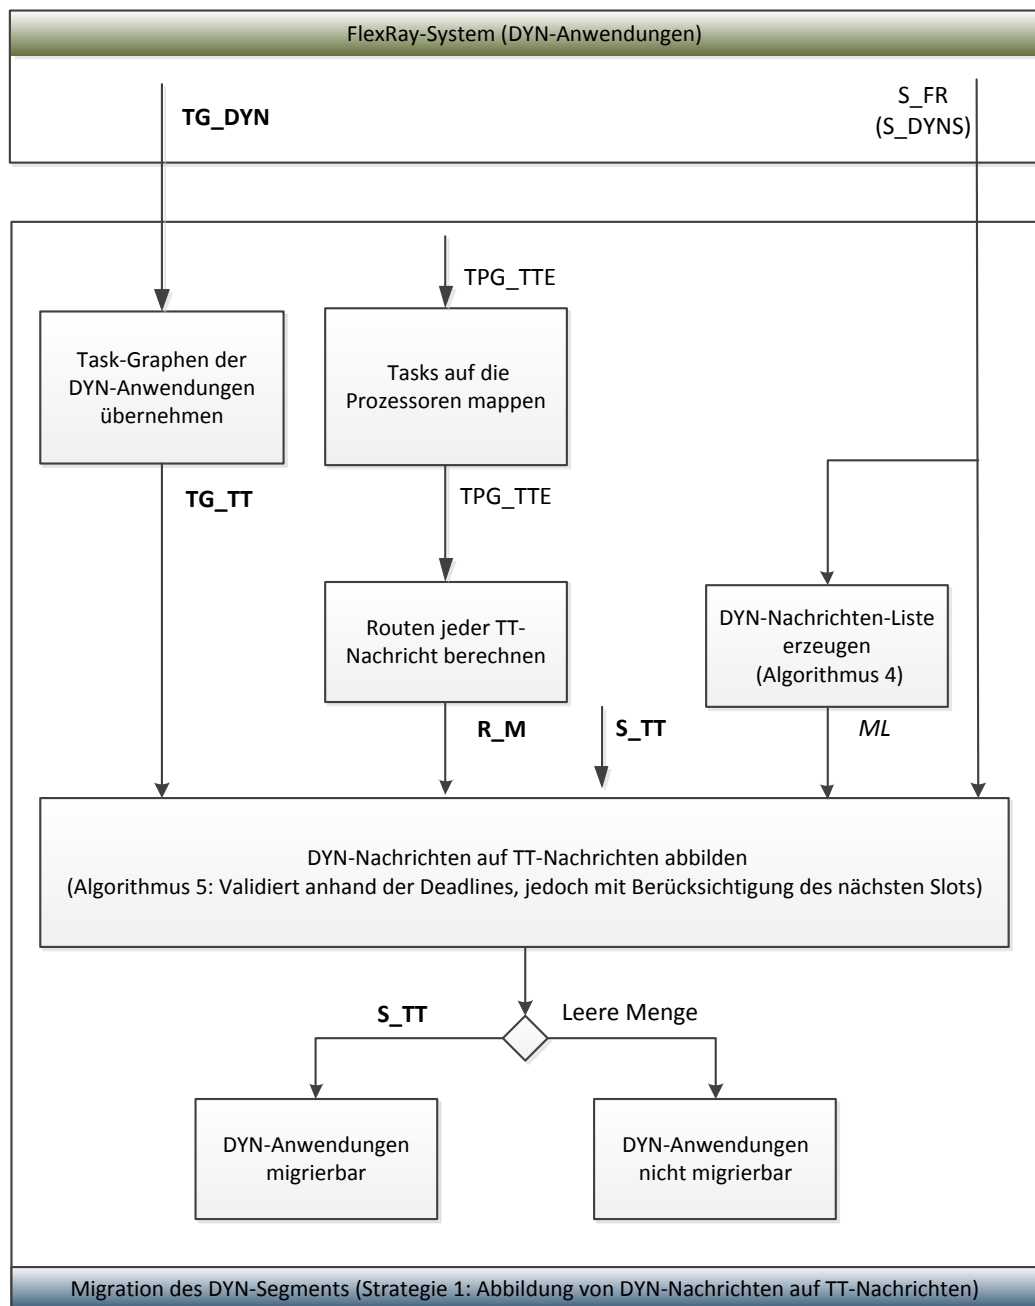 FlexRay-System (DYN-Anwendungen)
TG_DYN
S_FR
(S_DYNS)
TPG_TTE
Task-Graphen der
DYN-Anwendungen
übernehmen
Tasks auf die
Prozessoren mappen
TG_TT
TPG_TTE
Routen jeder TT-
Nachricht berechnen
DYN-Nachrichten-Liste
erzeugen
(Algorithmus 4)
R_M
S_TT
ML
DYN-Nachrichten auf TT-Nachrichten abbilden
(Algorithmus 5: Validiert anhand der Deadlines, jedoch mit Berücksichtigung des nächsten Slots)
S_TT
Leere Menge
DYN-Anwendungen
migrierbar
DYN-Anwendungen
nicht migrierbar
Migration des DYN-Segments (Strategie 1: Abbildung von DYN-Nachrichten auf TT-Nachrichten)